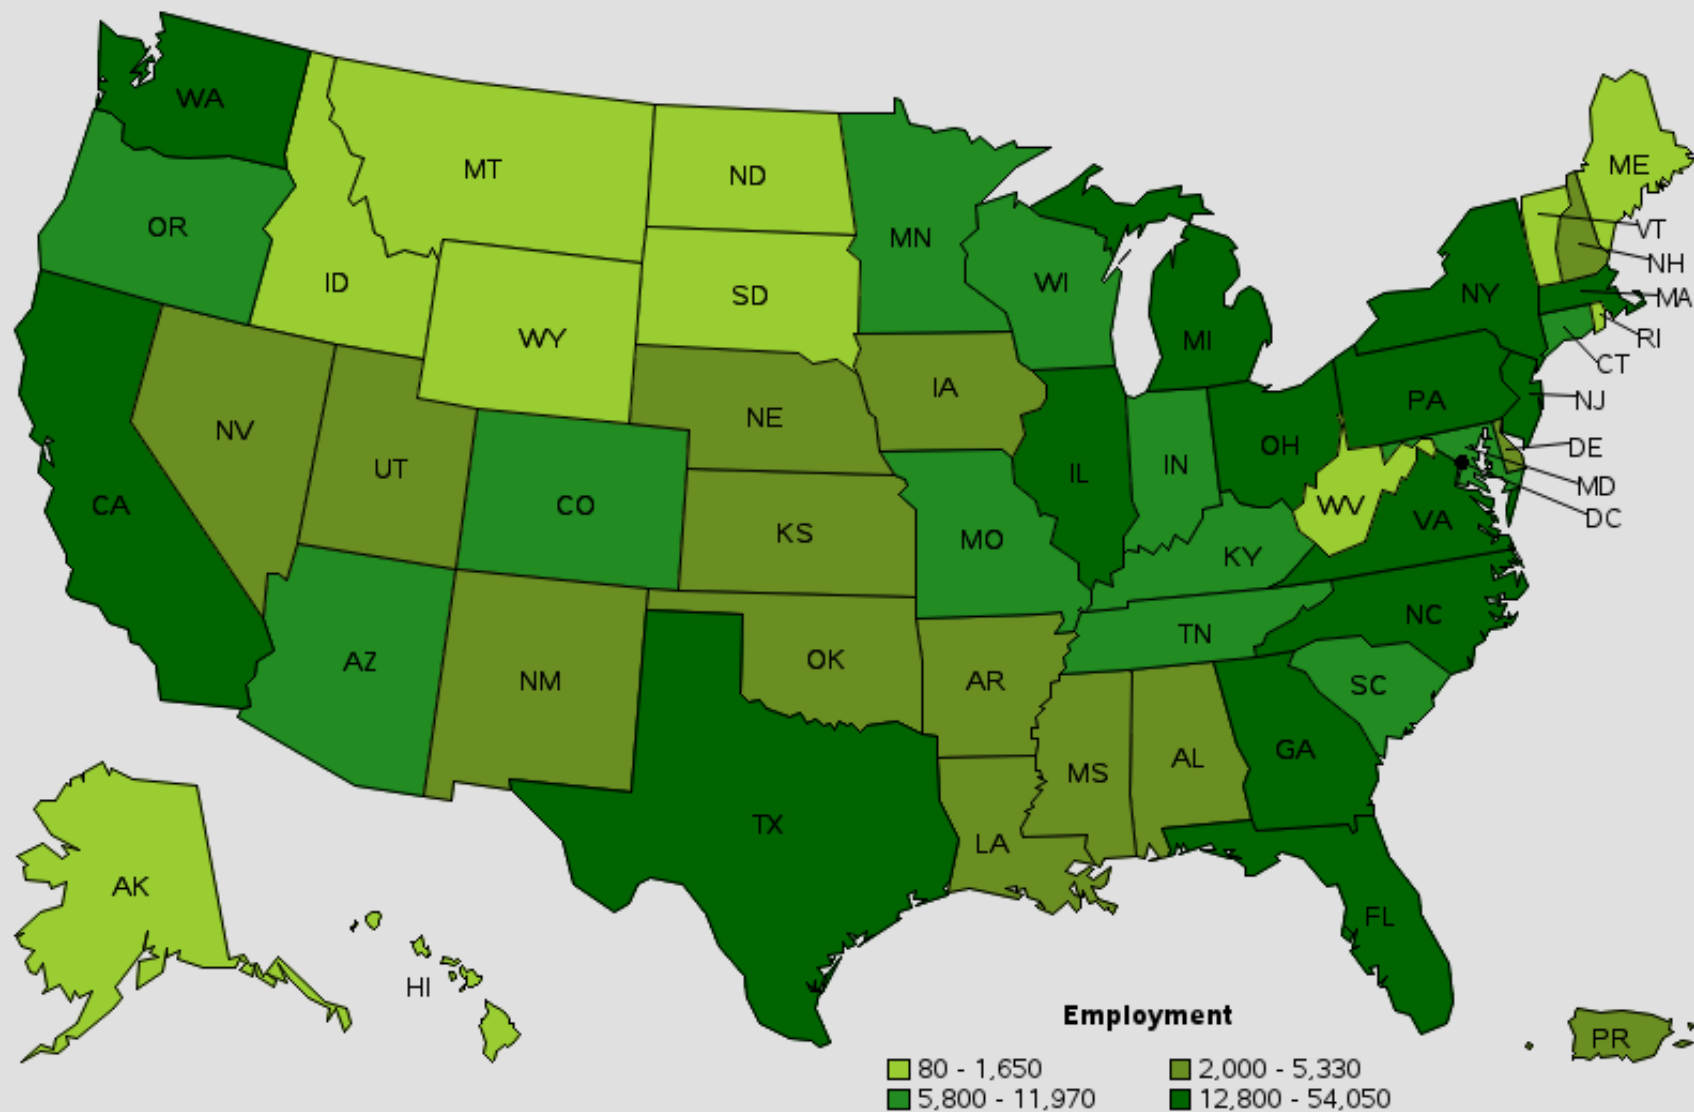 WA
MT
ND
ME
OR
MN
VT
ID
SD
WI
NH
NY
MA
WY
MI
RI
CT
IA
PA
NJ
NE
NV
OH
DE
UT
IN
IL
MD
CA
CO
WV
VA
DC
KS
MO
KY
NC
TN
AZ
OK
NM
AR
SC
GA
AL
MS
TX
LA
AK
FL
HI
Employment
PR
80 - 1,650 2,000 - 5,330
5,800 - 11,970 12,800 - 54,050